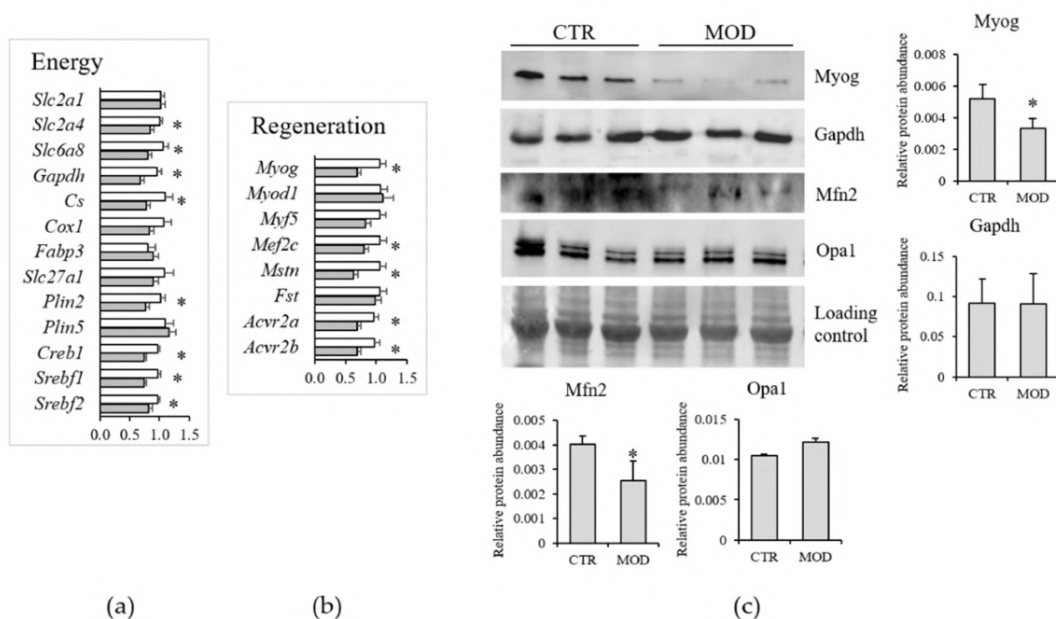 Energy
Slc2a1
Slc2a4 *
Slc6a8 *
Gapdh *
Cs *
Cox1
Fabp3
Slc27a1
Plin2 *
Plin5
Creb1 *
Srebf1 *
Srebf2 *
0.0 0.5 1.0 1.5
(a)
Regeneration
Myog *
Myod1
Myf5
Mef2c *
Mstn *
Fst
Acvr2a *
Acvr2b *
0.0 0.5 1.0 1.5
(b)
CTR MOD
Myog
Gapdh
Mfn2
Opa1
Loading
control
Myog
Relative protein abundance
0.008
0.006
0.004
0.002
0
*
CTR MOD
Gapdh
Relative protein abundance
0.15
0.1
0.05
0
CTR MOD
Mfn2
Relative protein abundance
0.005
0.004
0.003
0.002
0.001
0
*
CTR MOD
Opa1
Relative protein abundance
0.015
0.01
0.005
0
CTR MOD
(c)